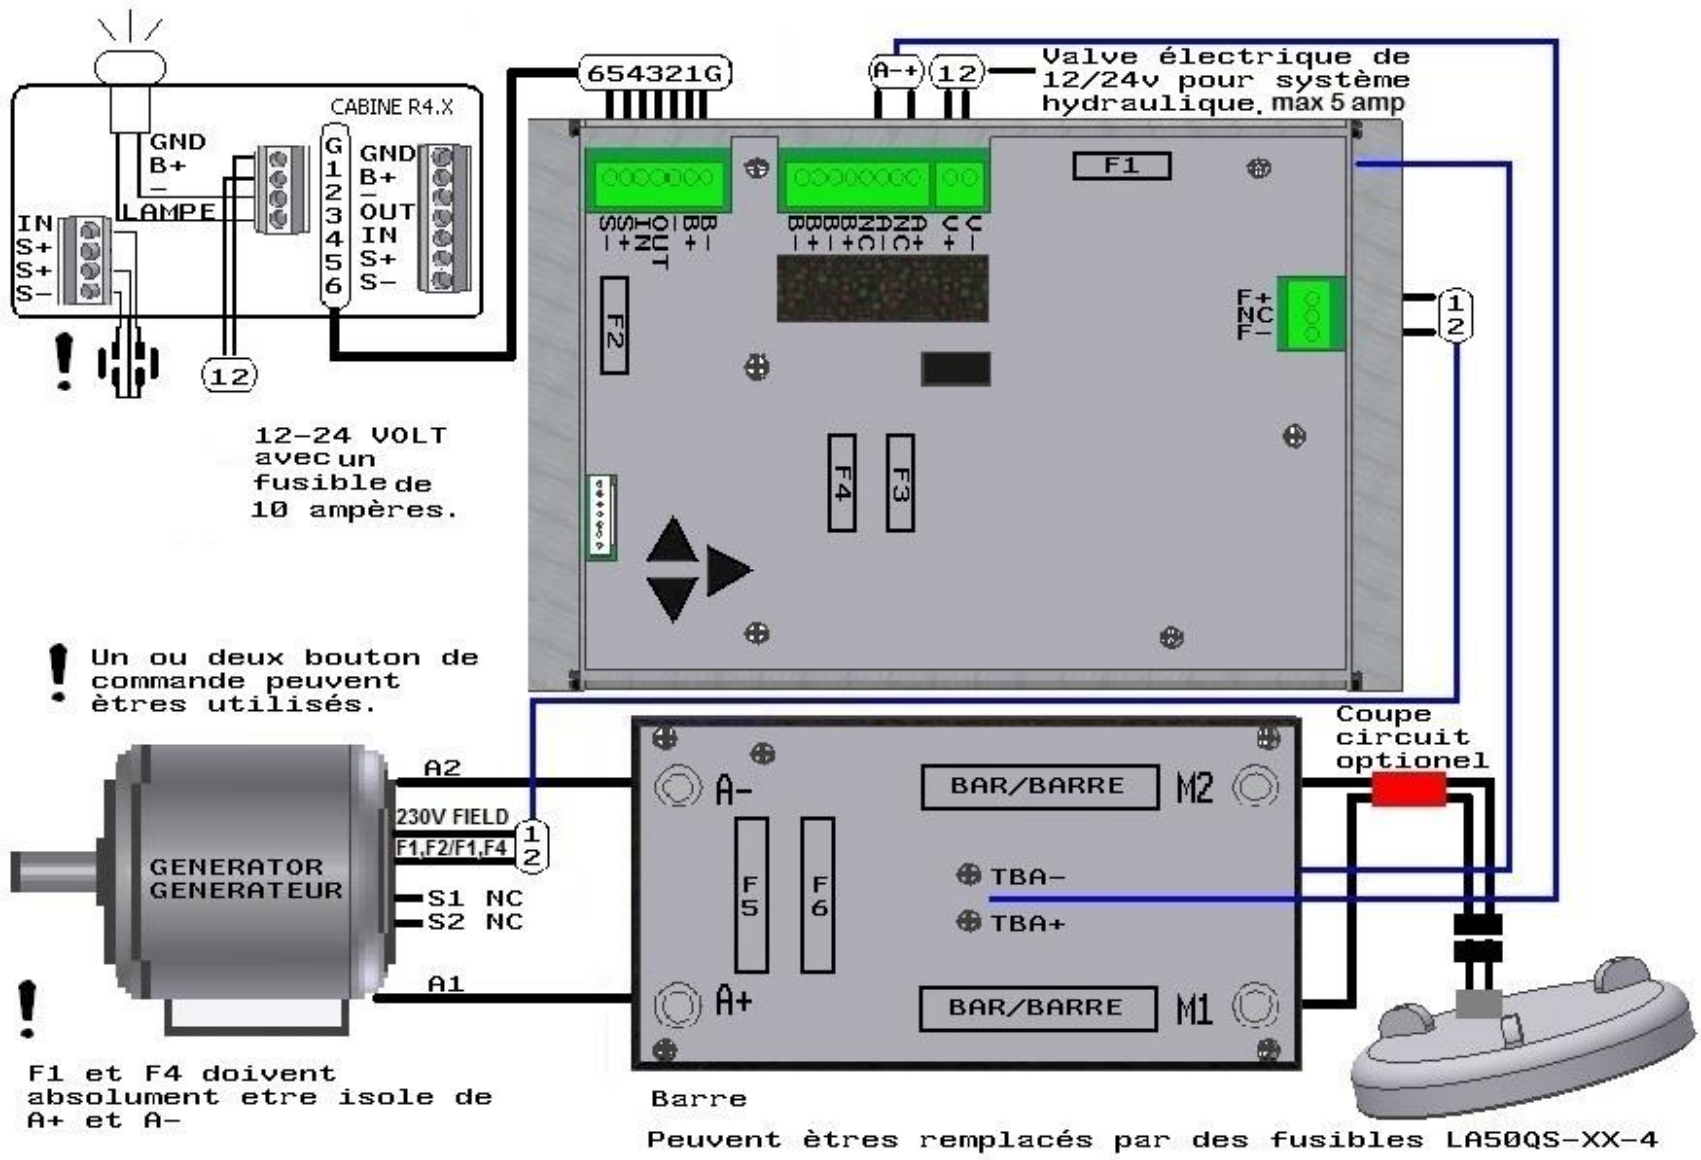 654321G
A-+
12
Valve électrique de
12/24v pour système
hydraulique. max 5 amp
CABINE R4.X
GND
B+
-
LAMPE
IN
S+
S+
S-
G
1
2
3
4
5
6
GND
B+
-
OUT
IN
S+
S-
!
12
12-24 VOLT
avec un
fusible de
10 ampères.
S-
S+
IN
OUT
-
B+
B-
B-
B+
B-
B+
NC
A-
NC
A+
V+
V-
F1
F2
F4
F3
F+
NC
F-
1
2
! Un ou deux bouton de
commande peuvent
ètres utilisés.
Coupe
circuit
optionel
GENERATOR
GENERATEUR
A2
230V FIELD
F1,F2/F1,F4
1
2
S1 NC
S2 NC
A1
A-
BAR/BARRE
M2
F5
F6
TBA-
TBA+
A+
BAR/BARRE
M1
!
F1 et F4 doivent
absolument etre isole de
A+ et A-
Barre
Peuvent ètres remplacés par des fusibles LA50QS-XX-4